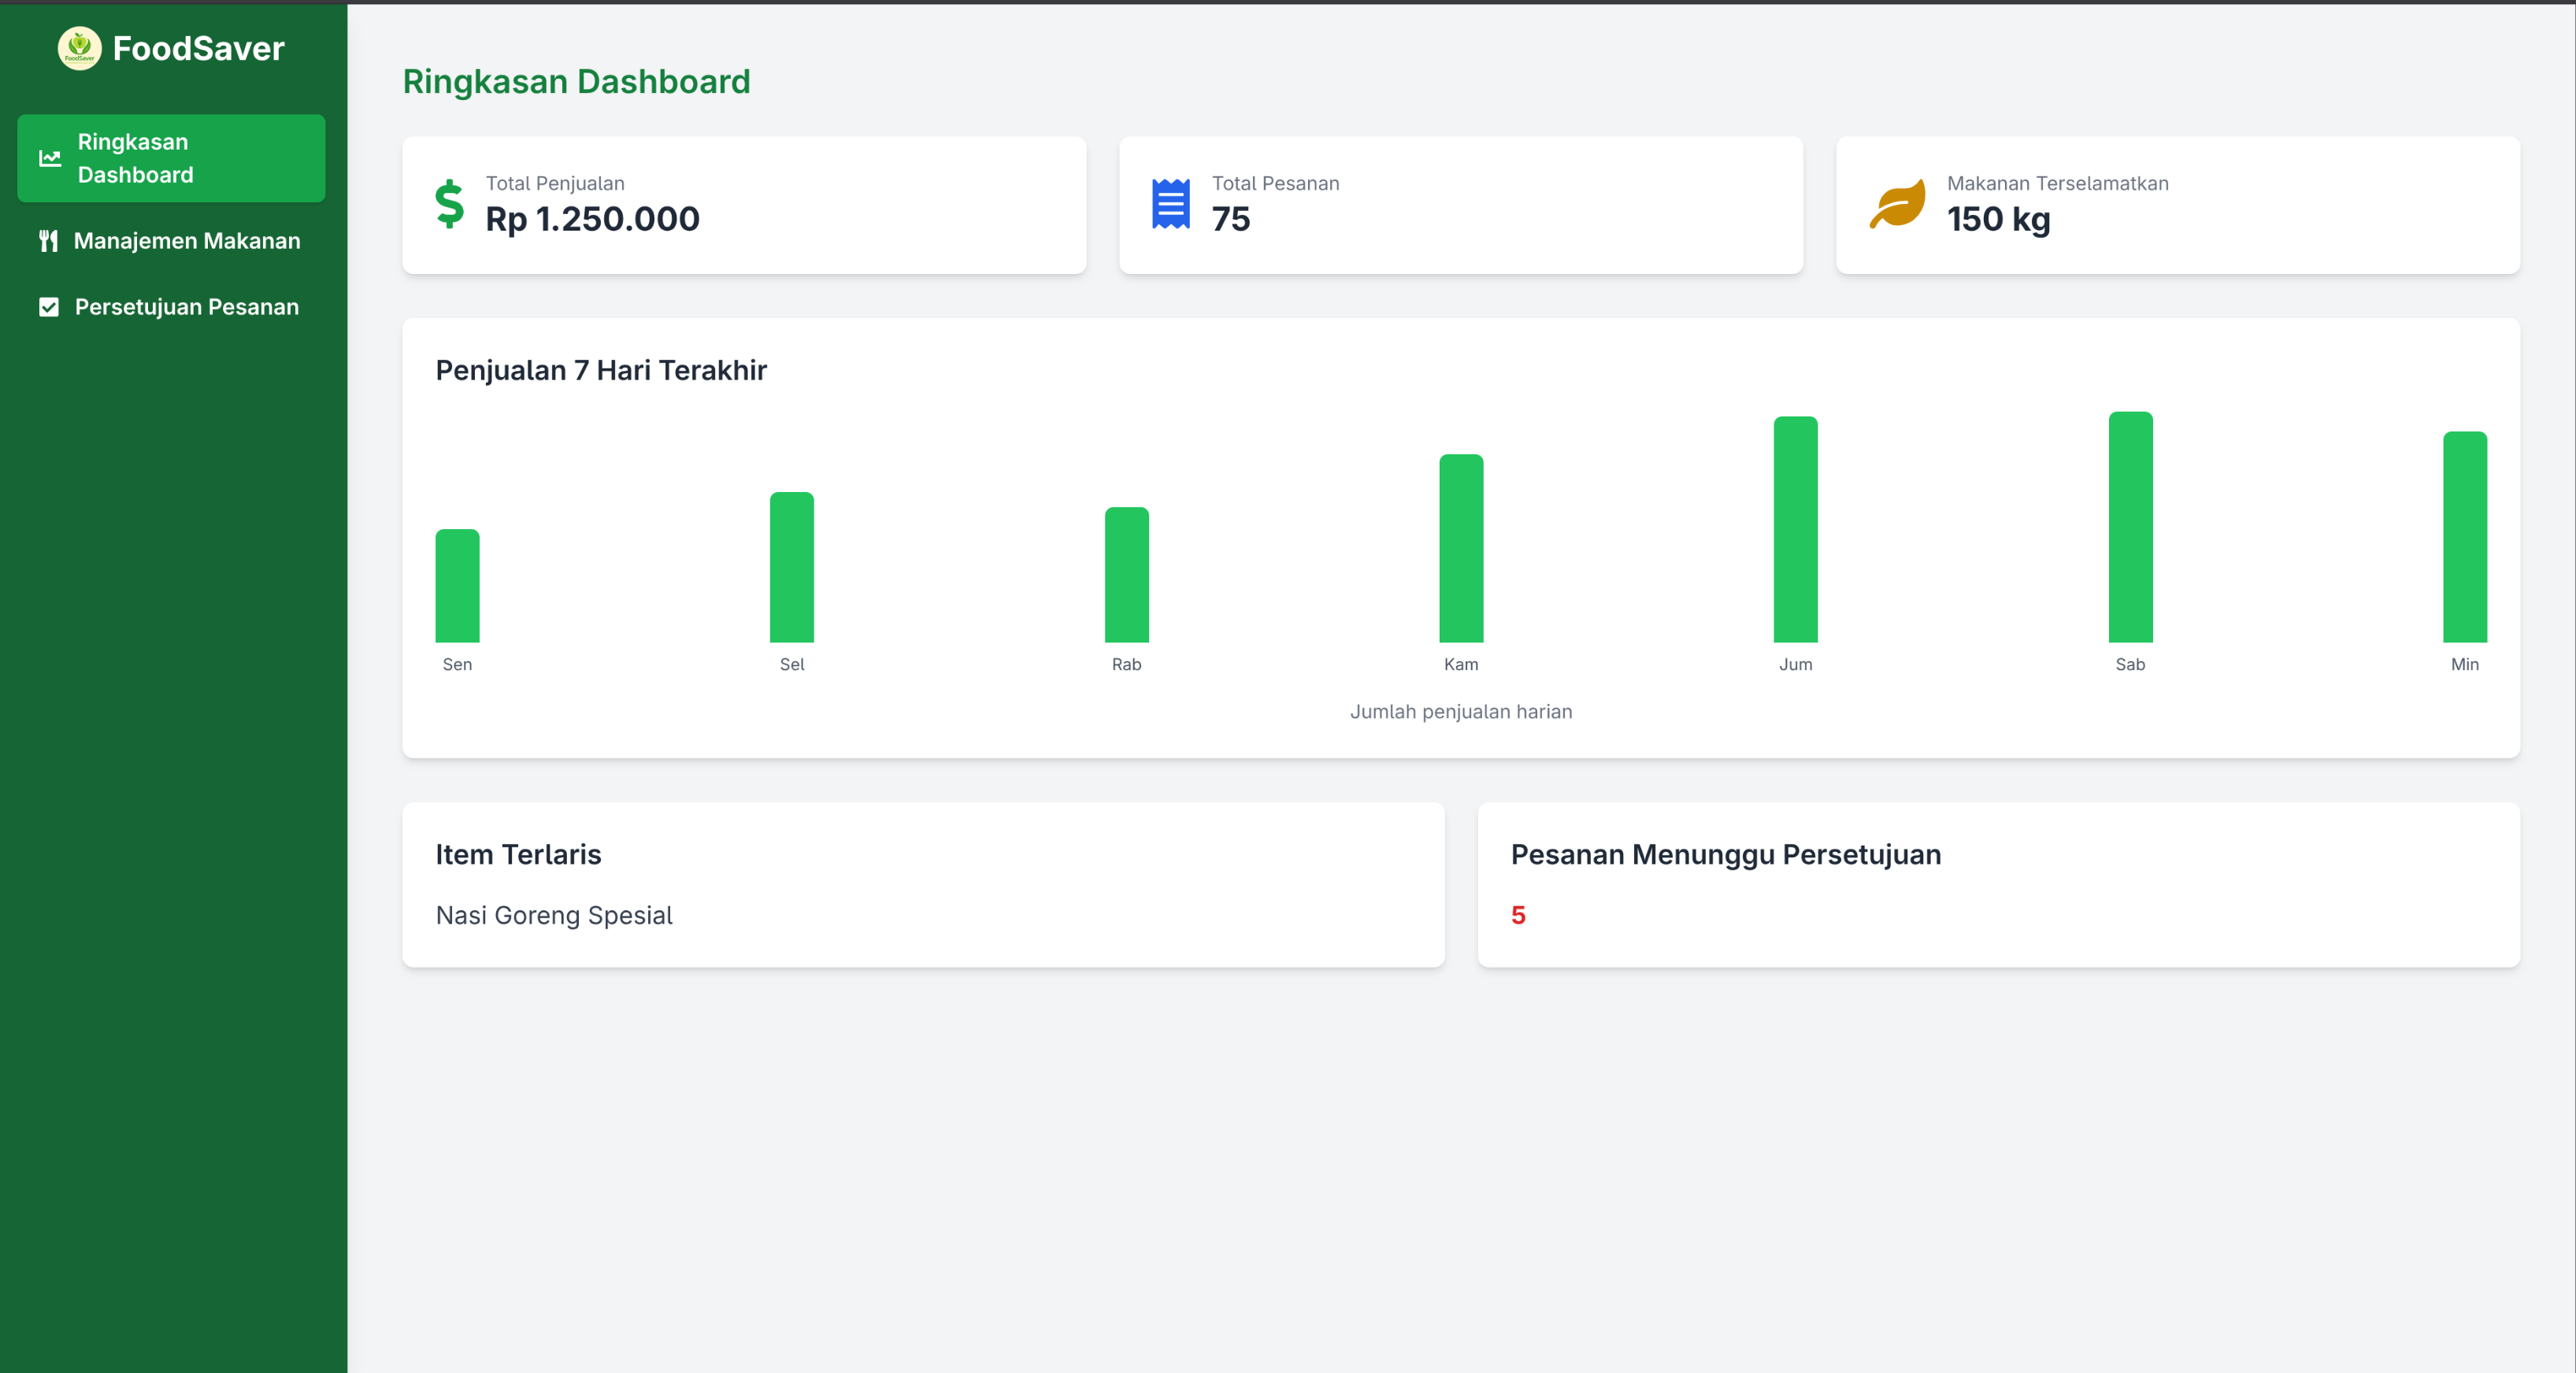 FoodSaver
FoodSaver
Ringkasan
Dashboard
Manajemen Makanan
Persetujuan Pesanan
Ringkasan Dashboard
Total Penjualan
Rp 1.250.000
Total Pesanan
75
Makanan Terselamatkan
150 kg
Penjualan 7 Hari Terakhir
Sen Sel Rab Kam Jum Sab Min
Jumlah penjualan harian
Item Terlaris
Nasi Goreng Spesial
Pesanan Menunggu Persetujuan
5